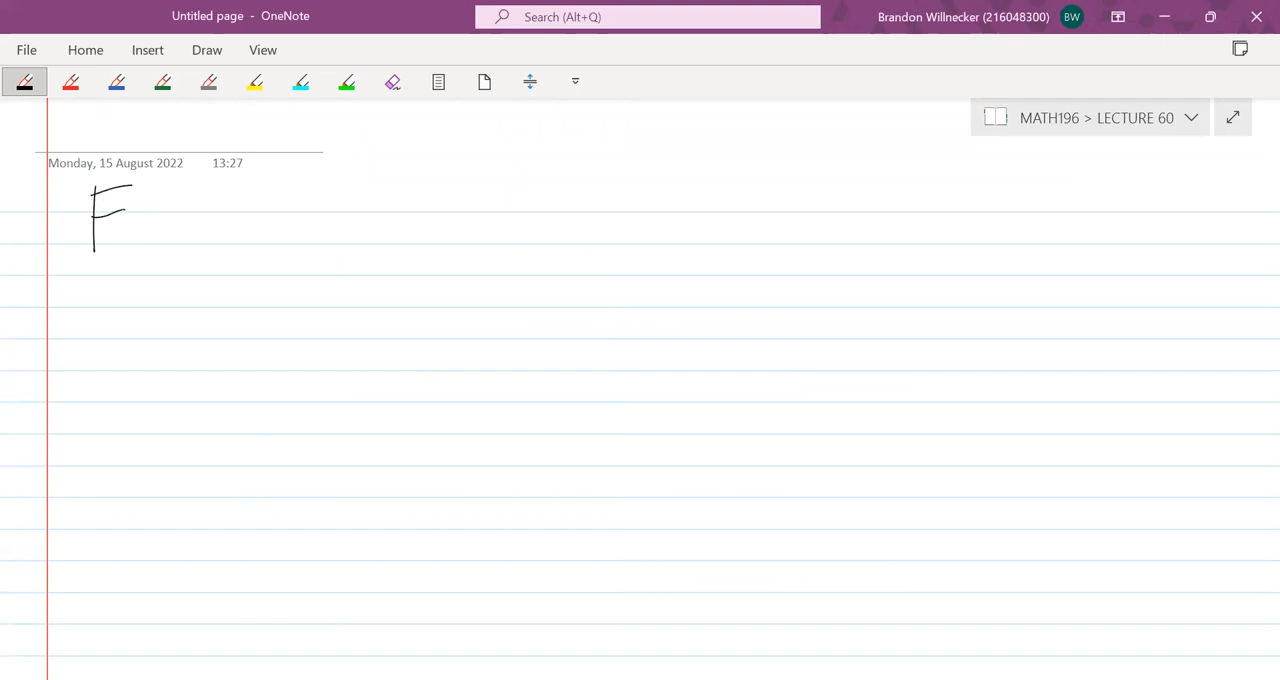 Untitled page - OneNote
Search (Alt+Q)
Brandon Willnecker (216048300)
BW
File Home Insert Draw View
MATH196 > LECTURE 60
Monday, 15 August 2022 13:27
F